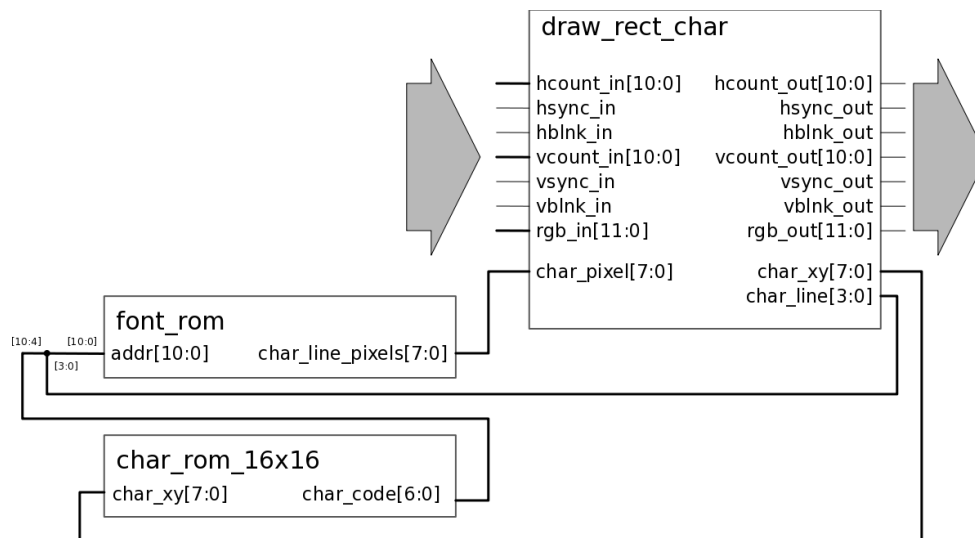 draw_rect_char
hcount_in[10:0] hcount_out[10:0]
hsync_in hsync_out
hblnk_in hblnk_out
vcount_in[10:0] vcount_out[10:0]
vsync_in vsync_out
vblnk_in vblnk_out
rgb_in[11:0] rgb_out[11:0]
char_pixel[7:0] char_xy[7:0]
char_line[3:0]
font_rom
[10:4] [10:0]
addr[10:0] char_line_pixels[7:0]
[3:0]
char_rom_16x16
char_xy[7:0] char_code[6:0]